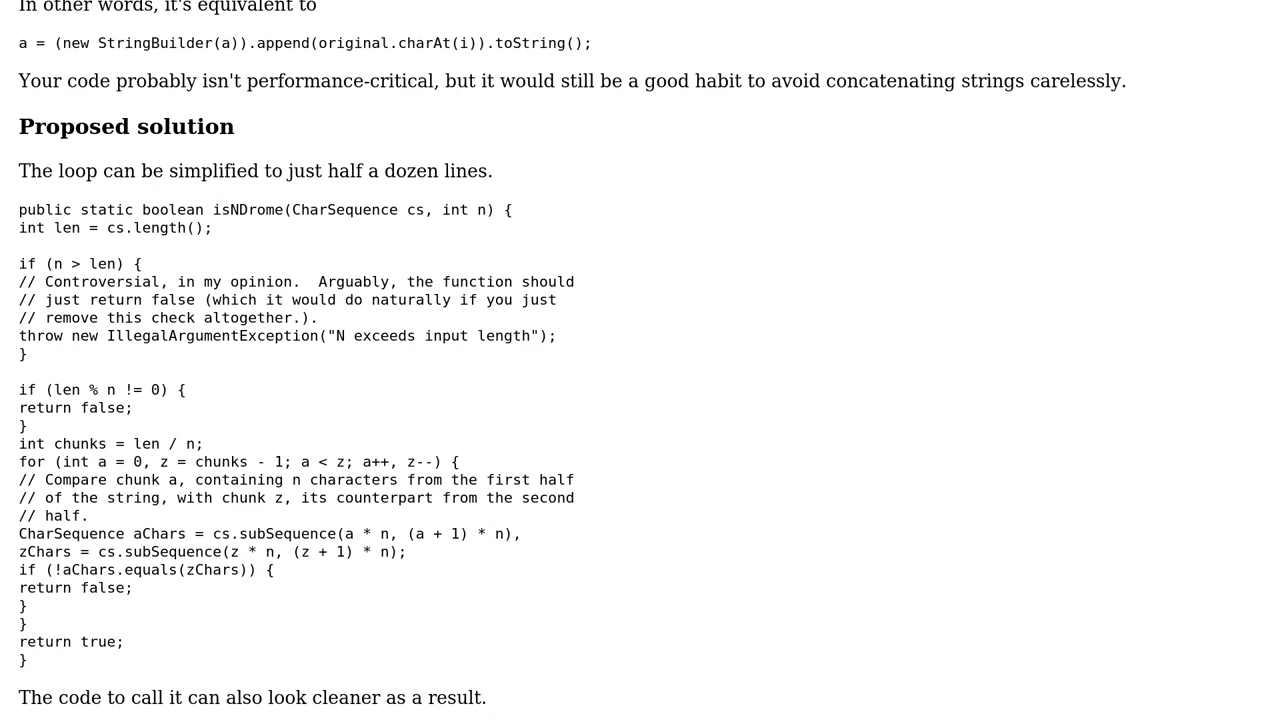 In other words, it's equivalent to
a = (new StringBuilder(a)).append(original.charAt(i)).toString();
Your code probably isn't performance-critical, but it would still be a good habit to avoid concatenating strings carelessly.
Proposed solution
The loop can be simplified to just half a dozen lines.
public static boolean isNDrome(CharSequence cs, int n) {
int len = cs.length();
if (n > len) {
// Controversial, in my opinion.  Arguably, the function should
// just return false (which it would do naturally if you just
// remove this check altogether.).
throw new IllegalArgumentException("N exceeds input length");
}
if (len % n != 0) {
return false;
}
int chunks = len / n;
for (int a = 0, z = chunks - 1; a < z; a++, z--) {
// Compare chunk a, containing n characters from the first half
// of the string, with chunk z, its counterpart from the second
// half.
CharSequence aChars = cs.subSequence(a * n, (a + 1) * n),
zChars = cs.subSequence(z * n, (z + 1) * n);
if (!aChars.equals(zChars)) {
return false;
}
}
return true;
}
The code to call it can also look cleaner as a result.